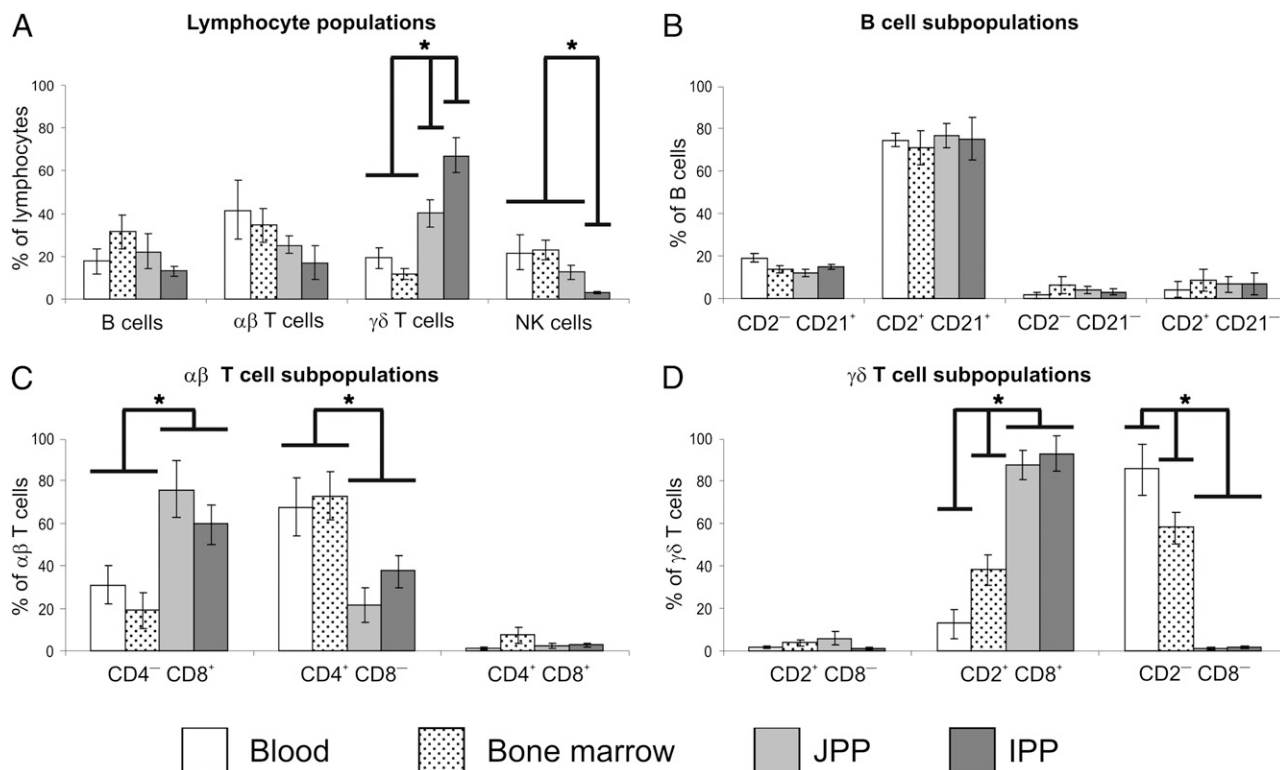 A
Lymphocyte populations
*
*
% of lymphocytes
100
80
60
40
20
0
B cells
αβ T cells
γδ T cells
NK cells
B
B cell subpopulations
% of B cells
100
80
60
40
20
0
CD2⁻ CD21⁺
CD2⁺ CD21⁺
CD2⁻ CD21⁻
CD2⁺ CD21⁻
C
αβ T cell subpopulations
*
*
% of αβ T cells
100
80
60
40
20
0
CD4⁻ CD8⁺
CD4⁺ CD8⁻
CD4⁺ CD8⁺
D
γδ T cell subpopulations
*
*
% of γδ T cells
100
80
60
40
20
0
CD2⁺ CD8⁻
CD2⁺ CD8⁺
CD2⁻ CD8⁻
Blood
Bone marrow
JPP
IPP